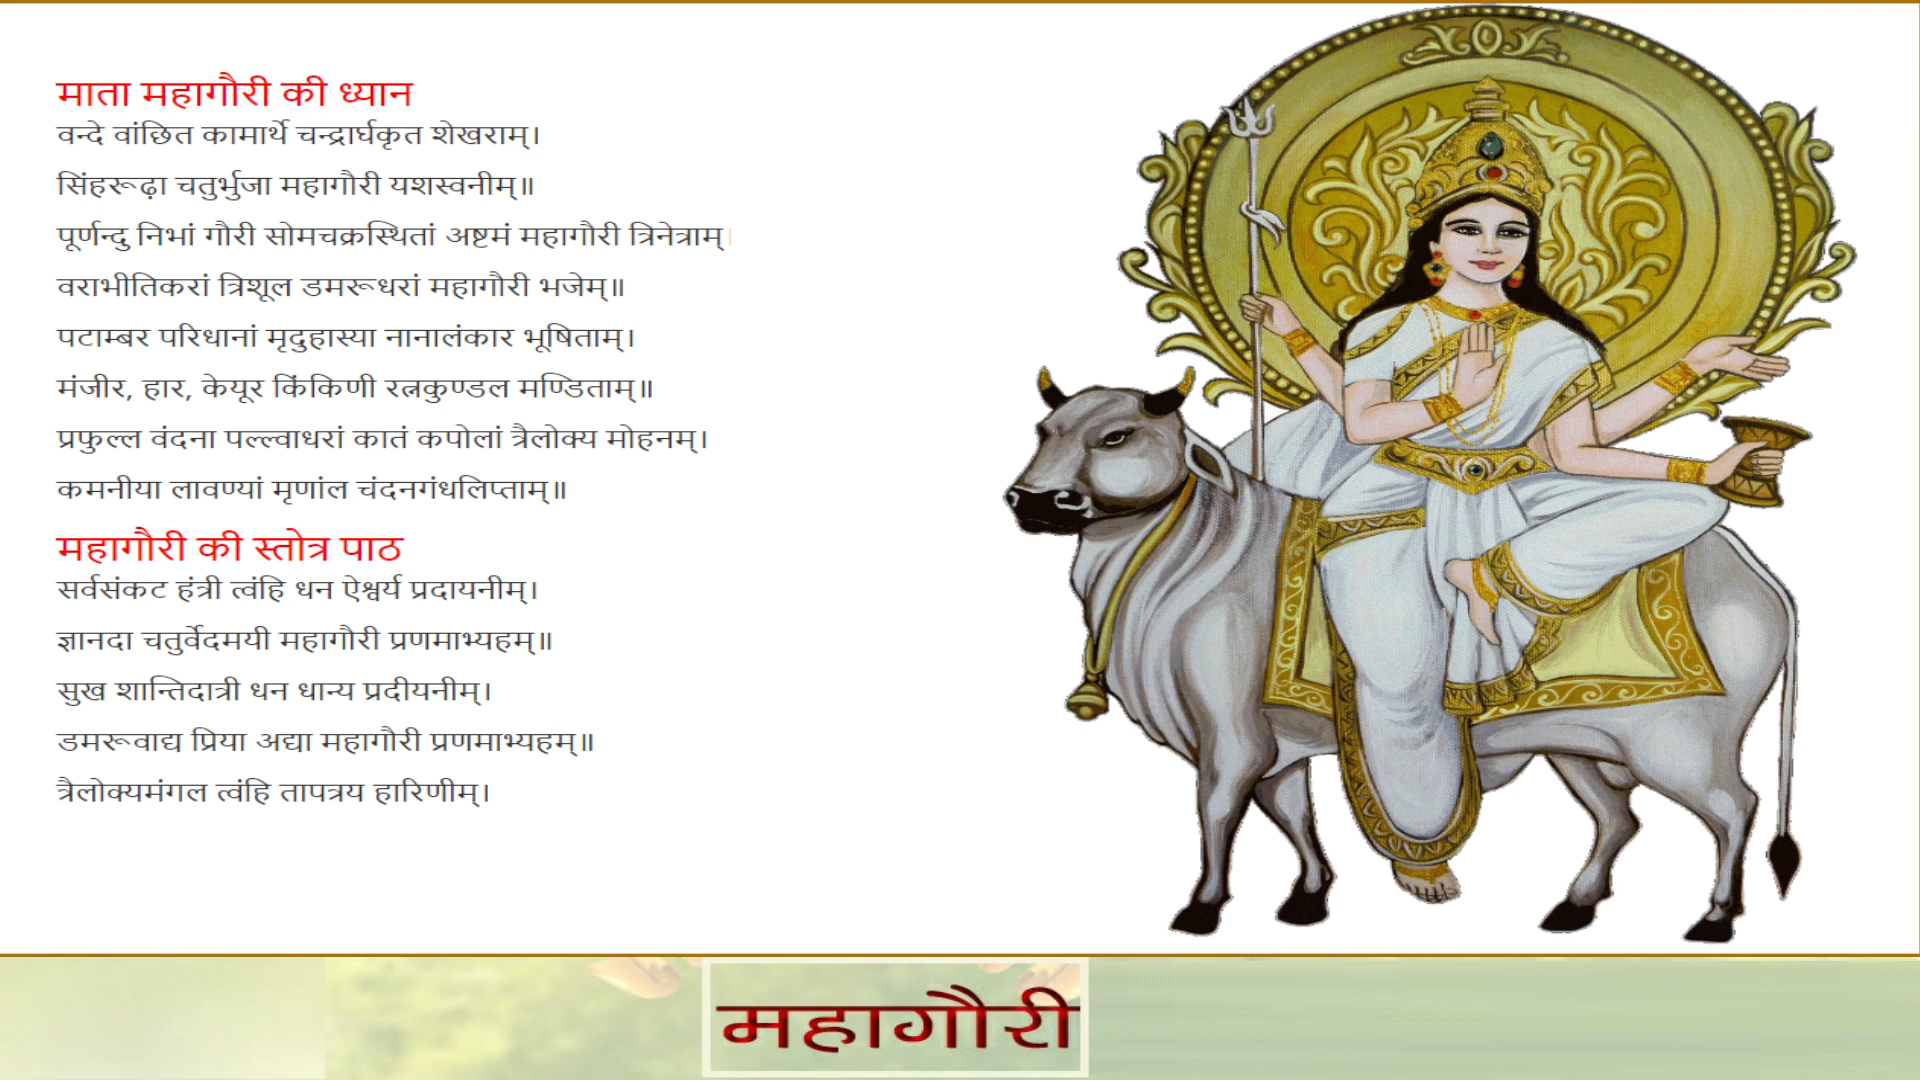 माता महागौरी की ध्यान
वन्दे वांछित कामार्थे चन्द्रार्घकृत शेखराम्।
सिंहरूढ़ा चतुर्भुजा महागौरी यशस्वनीम्॥
पूर्णन्दु निभां गौरी सोमचक्रस्थितां अष्टमं महागौरी त्रिनेत्राम्।
वराभीतिकरां त्रिशूल डमरूधरां महागौरी भजेम्॥
पटाम्बर परिधानां मृदुहास्या नानालंकार भूषिताम्।
मंजीर, हार, केयूर किंकिणी रत्नकुण्डल मण्डिताम्॥
प्रफुल्ल वंदना पल्ल्वाधरां कातं कपोलां त्रैलोक्य मोहनम्।
कमनीया लावण्यां मृणांल चंदनगंधलिप्ताम्॥
महागौरी की स्तोत्र पाठ
सर्वसंकट हंत्री त्वंहि धन ऐश्वर्य प्रदायनीम्।
ज्ञानदा चतुर्वेदमयी महागौरी प्रणमाभ्यहम्॥
सुख शान्तिदात्री धन धान्य प्रदीयनीम्।
डमरूवाद्य प्रिया अद्या महागौरी प्रणमाभ्यहम्॥
त्रैलोक्यमंगल त्वंहि तापत्रय हारिणीम्।
महागौरी